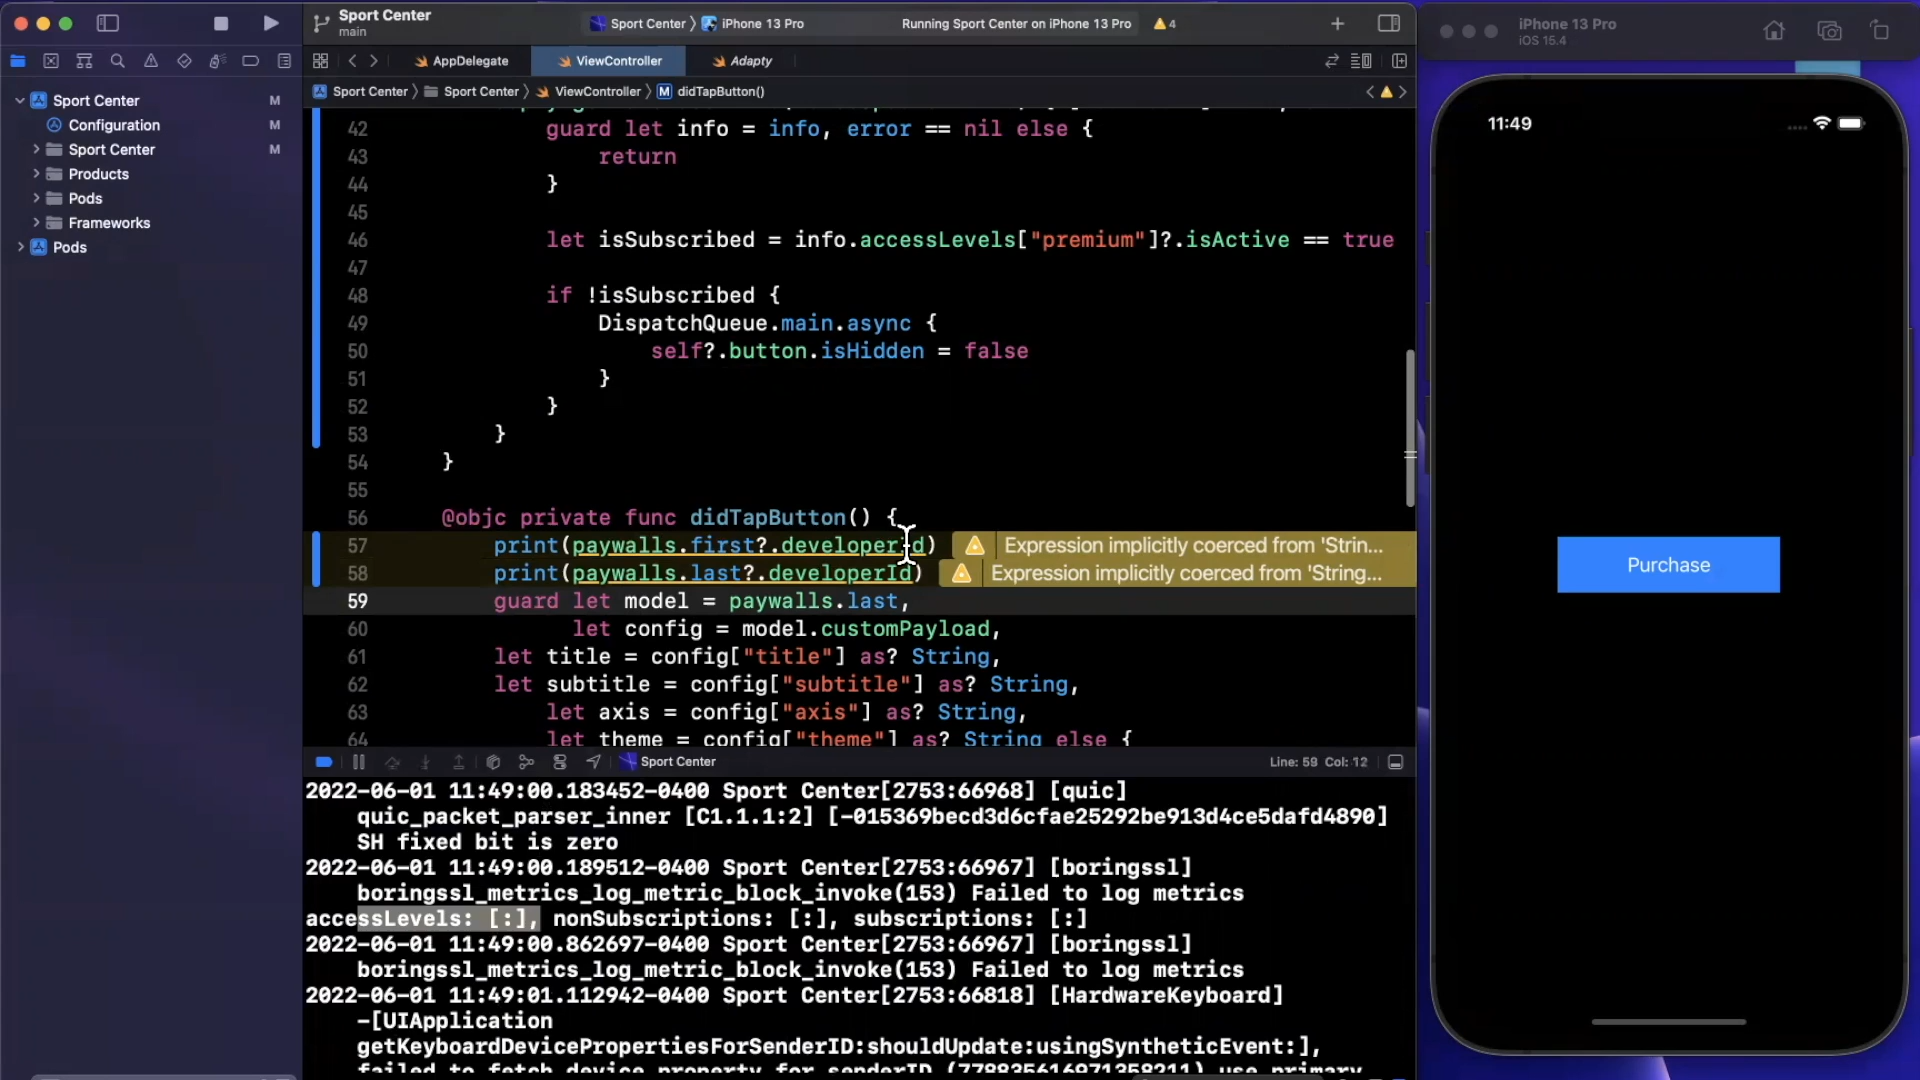 Sport Center
main
Sport Center
iPhone 13 Pro
Running Sport Center on iPhone 13 Pro
4
iPhone 13 Pro
iOS 15.4
AppDelegate
ViewController
Adapty
Sport Center
Sport Center
ViewController
M
didTapButton()
Sport Center M
Configuration M
Sport Center M
Products
Pods
Frameworks
Pods
42 guard let info = info, error == nil else {
43 return
44 }
45
46 let isSubscribed = info.accessLevels["premium"]?.isActive == true
47
48 if !isSubscribed {
49 DispatchQueue.main.async {
50 self?.button.isHidden = false
51 }
52 }
53 }
54 }
55
56 @objc private func didTapButton() {
57 print(paywalls.first?.developerId) Expression implicitly coerced from 'Strin...
58 print(paywalls.last?.developerId) Expression implicitly coerced from 'String...
59 guard let model = paywalls.last,
60 let config = model.customPayload,
61 let title = config["title"] as? String,
62 let subtitle = config["subtitle"] as? String,
63 let axis = config["axis"] as? String,
64 let theme = config["theme"] as? String else {
Sport Center
Line: 59 Col: 12
2022-06-01 11:49:00.183452-0400 Sport Center[2753:66968] [quic]
quic_packet_parser_inner [C1.1.1:2] [-015369becd3d6cfae25292be913d4ce5dafd4890]
SH fixed bit is zero
2022-06-01 11:49:00.189512-0400 Sport Center[2753:66967] [boringssl]
boringssl_metrics_log_metric_block_invoke(153) Failed to log metrics
accessLevels: [:], nonSubscriptions: [:], subscriptions: [:]
2022-06-01 11:49:00.862697-0400 Sport Center[2753:66967] [boringssl]
boringssl_metrics_log_metric_block_invoke(153) Failed to log metrics
2022-06-01 11:49:01.112942-0400 Sport Center[2753:66818] [HardwareKeyboard]
-[UIApplication
getKeyboardDevicePropertiesForSenderID:shouldUpdate:usingSyntheticEvent:],
failed to fetch device property for senderID (778835616971358211) use primary
11:49
Purchase